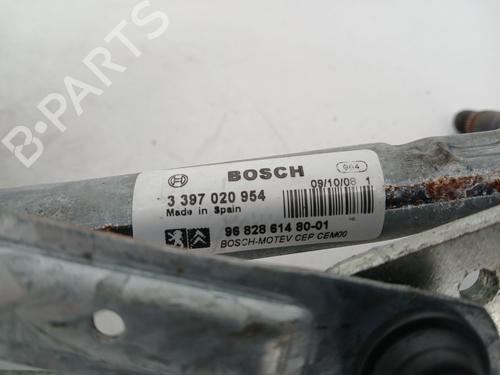 BOSCH
964
3 397 020 954
Made in Spain
09/10/08 1
96 828 614 80-01
BOSCH-MOTEV CEP CEM00
B-PARTS